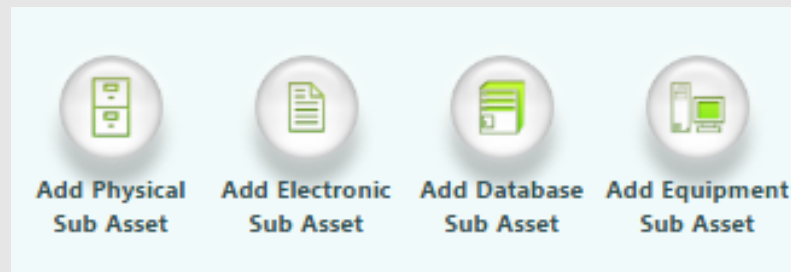 Add Physical Sub Asset
Add Electronic Sub Asset
Add Database Sub Asset
Add Equipment Sub Asset